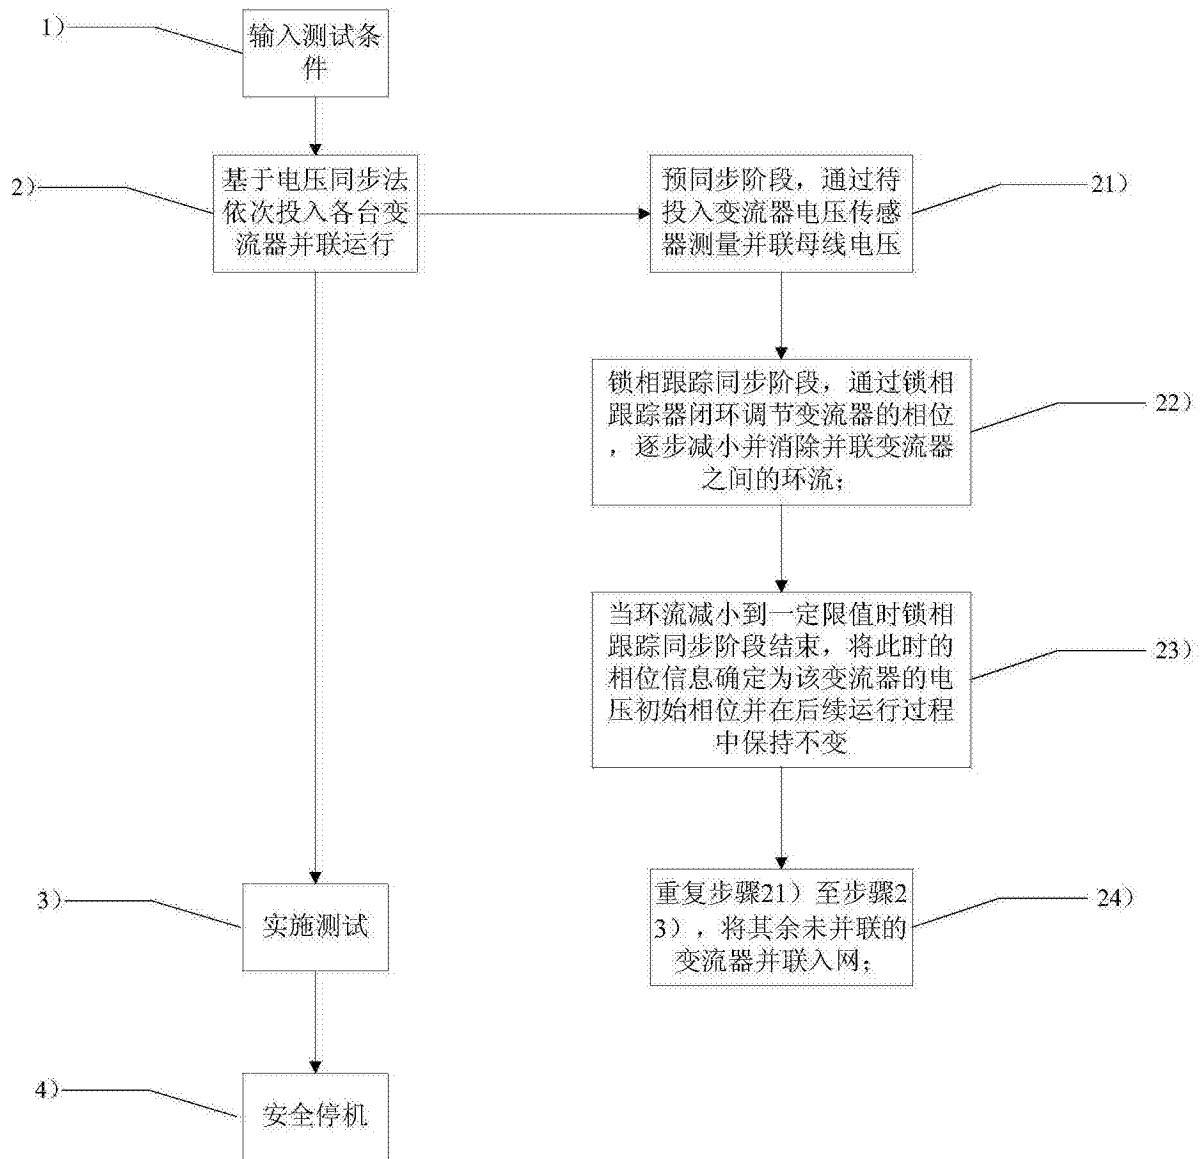 1)
输入测试条
件
2)
基于电压同步法
依次投入各台变
流器并联运行
21)
预同步阶段，通过待
投入变流器电压传感
器测量并联母线电压
22)
锁相跟踪同步阶段，通过锁相
跟踪器闭环调节变流器的相位
，逐步减小并消除并联变流器
之间的环流；
23)
当环流减小到一定限值时锁相
跟踪同步阶段结束，将此时的
相位信息确定为该变流器的电
压初始相位并在后续运行过程
中保持不变
24)
重复步骤21）至步骤2
3），将其余未并联的
变流器并联入网；
3)
实施测试
4)
安全停机